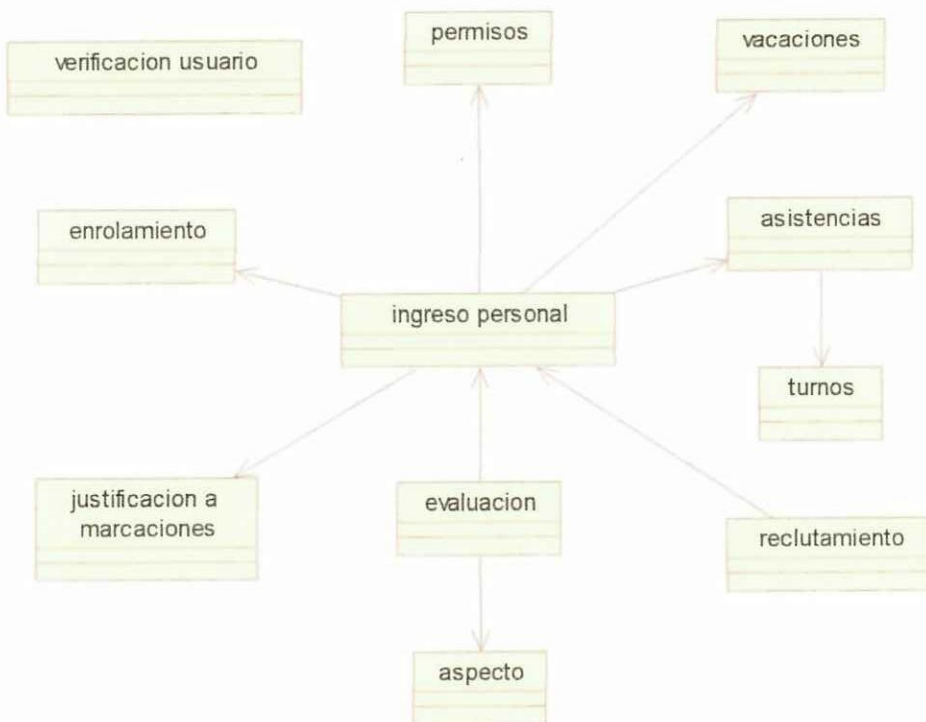 permisos
vacaciones
verificacion usuario
enrolamiento
asistencias
ingreso personal
turnos
justificacion a
marcaciones
evaluacion
reclutamiento
aspecto